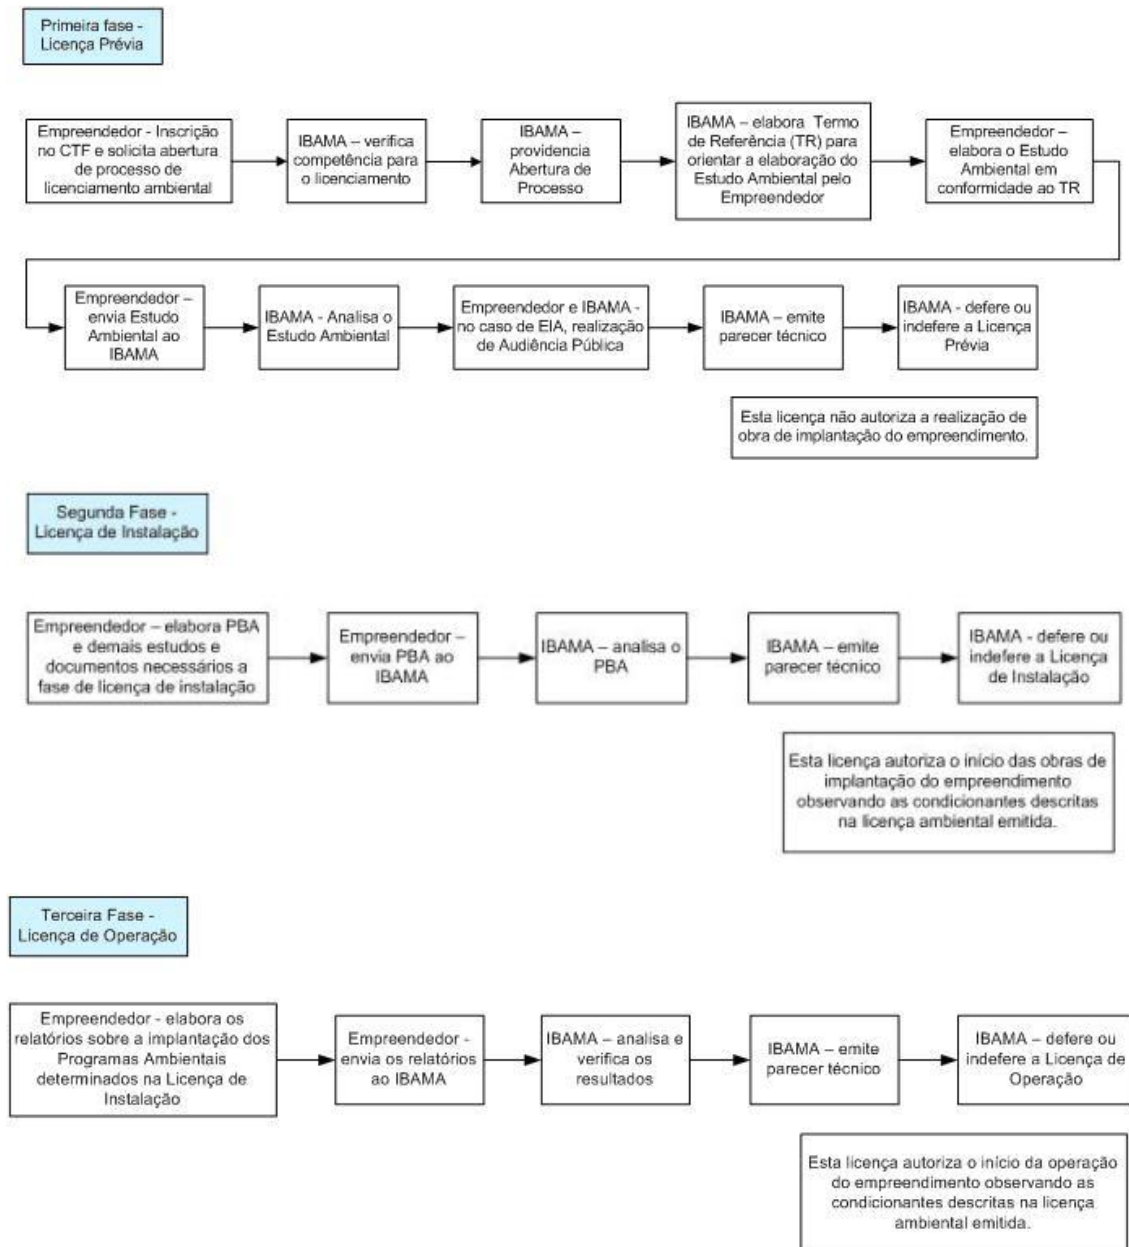 Primeira fase -
Licença Prévia
Empreendedor - Inscrição
no CTF e solicita abertura
de processo de
licenciamento ambiental
IBAMA – verifica
competência para
o licenciamento
IBAMA –
providencia
Abertura de
Processo
IBAMA – elabora Termo
de Referência (TR) para
orientar a elaboração do
Estudo Ambiental pelo
Empreendedor
Empreendedor –
elabora o Estudo
Ambiental em
conformidade ao TR
Empreendedor –
envia Estudo
Ambiental ao
IBAMA
IBAMA - Analisa o
Estudo Ambiental
Empreendedor e IBAMA -
no caso de EIA, realização
de Audiência Pública
IBAMA – emite
parecer técnico
IBAMA - defere ou
indefere a Licença
Prévia
Esta licença não autoriza a realização de
obra de implantação do empreendimento.
Segunda Fase -
Licença de Instalação
Empreendedor – elabora PBA
e demais estudos e
documentos necessários a
fase de licença de instalação
Empreendedor –
envia PBA ao
IBAMA
IBAMA – analisa o
PBA
IBAMA – emite
parecer técnico
IBAMA - defere ou
indefere a Licença
de Instalação
Esta licença autoriza o início das obras de
implantação do empreendimento
observando as condicionantes descritas
na licença ambiental emitida.
Terceira Fase -
Licença de Operação
Empreendedor - elabora os
relatórios sobre a implantação dos
Programas Ambientais
determinados na Licença de
Instalação
Empreendedor -
envia os relatórios
ao IBAMA
IBAMA – analisa e
verifica os
resultados
IBAMA – emite
parecer técnico
IBAMA – defere ou
indefere a Licença de
Operação
Esta licença autoriza o início da operação
do empreendimento observando as
condicionantes descritas na licença
ambiental emitida.